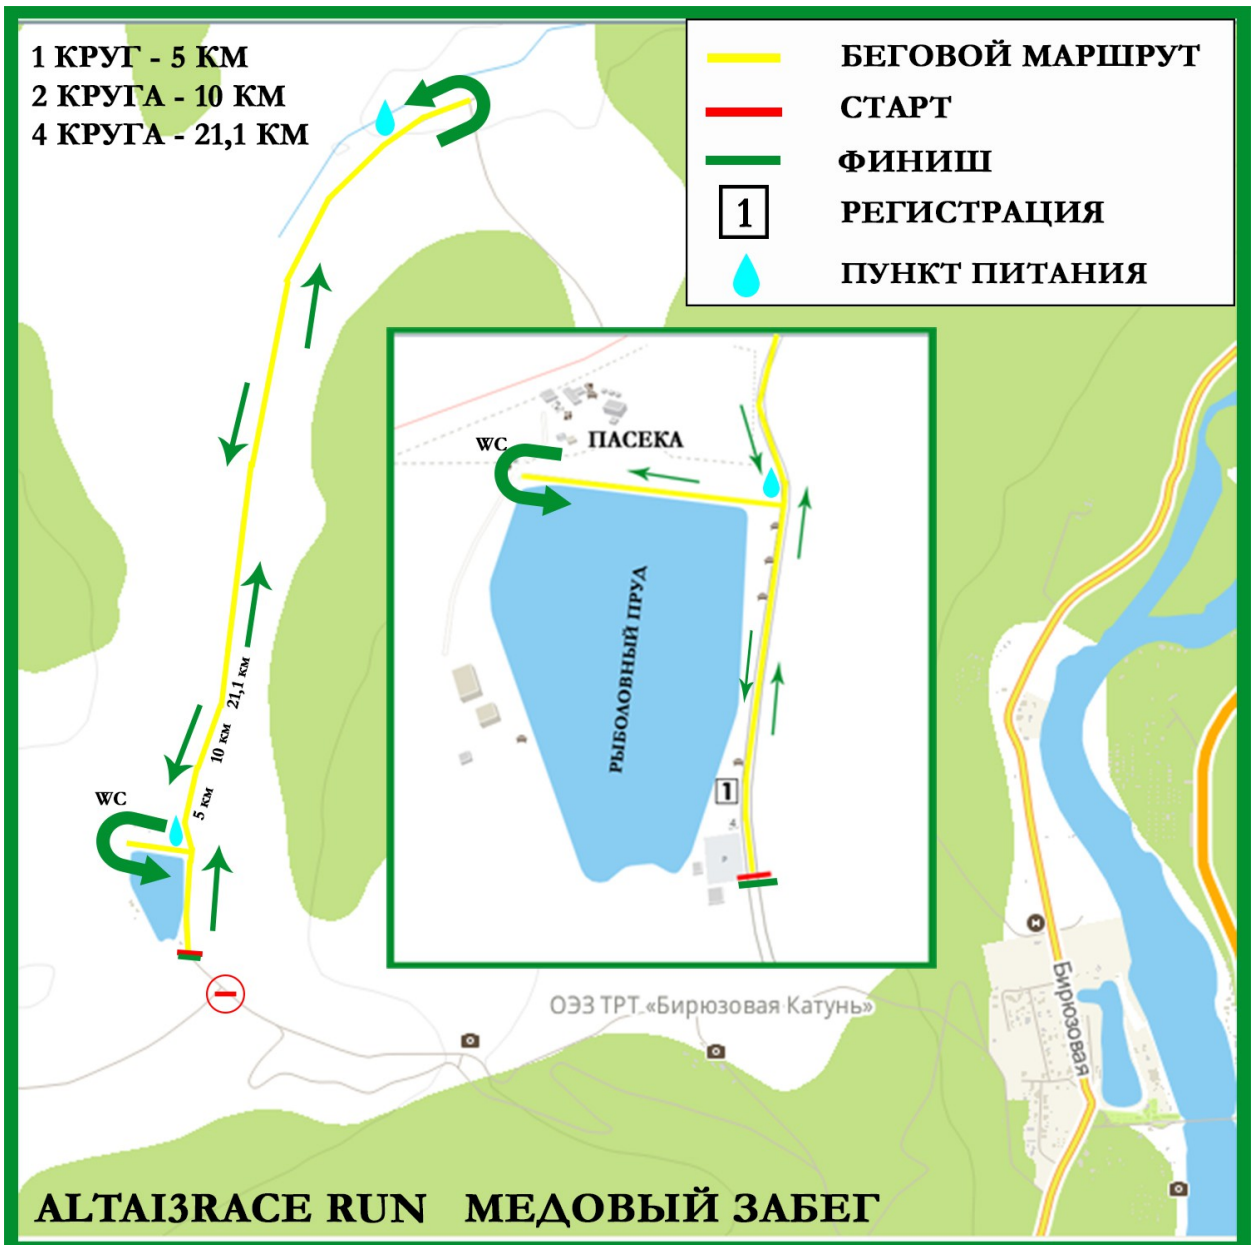 1 КРУГ - 5 КМ
2 КРУГА - 10 КМ
4 КРУГА - 21,1 КМ
БЕГОВОЙ МАРШРУТ
СТАРТ
ФИНИШ
1
РЕГИСТРАЦИЯ
ПУНКТ ПИТАНИЯ
WC
ПАСЕКА
РЫБОЛОВНЫЙ ПРУД
1
4
P
21,1 км
10 км
5 км
WC
ОЭЗ ТРТ «Бирюзовая Катунь»
Бирюзовая
ALTAI3RACE RUN МЕДОВЫЙ ЗАБЕГ